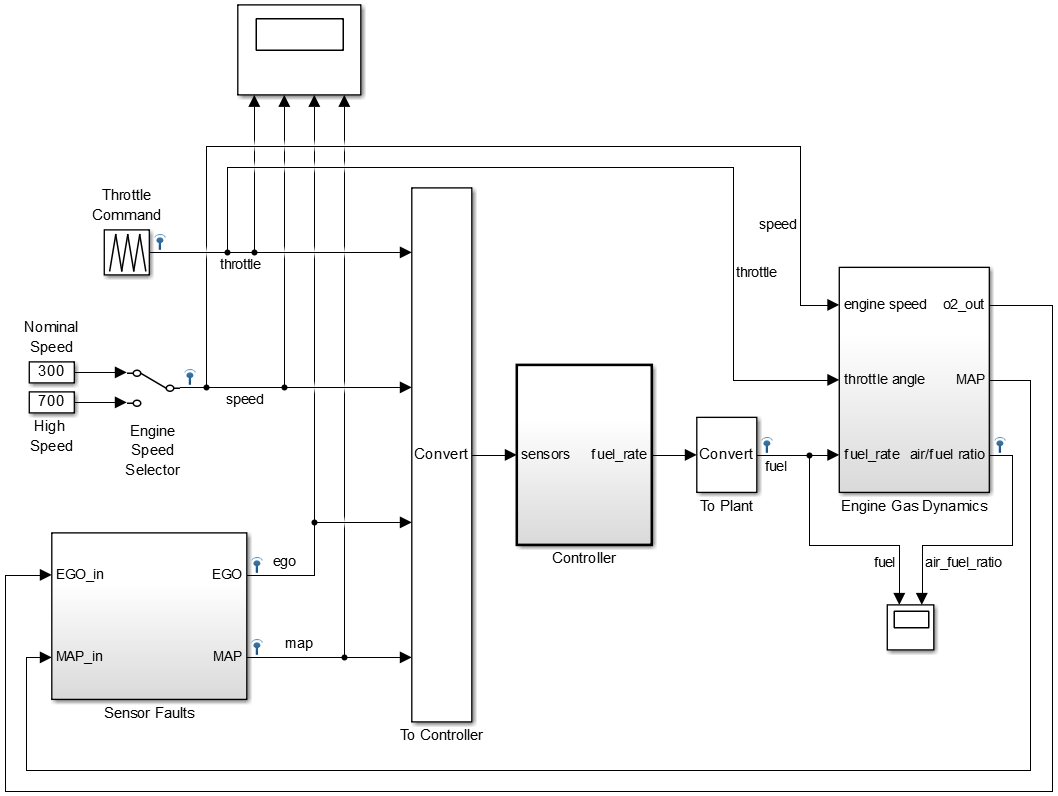 Throttle
Command
throttle
speed
throttle
Nominal
Speed
300
700
High
Speed
Engine
Speed
Selector
speed
engine speed
o2_out
throttle angle
MAP
fuel_rate
air/fuel ratio
Engine Gas Dynamics
Convert
To Controller
sensors
fuel_rate
Controller
Convert
To Plant
fuel
fuel
air_fuel_ratio
EGO_in
EGO
ego
MAP_in
MAP
map
Sensor Faults